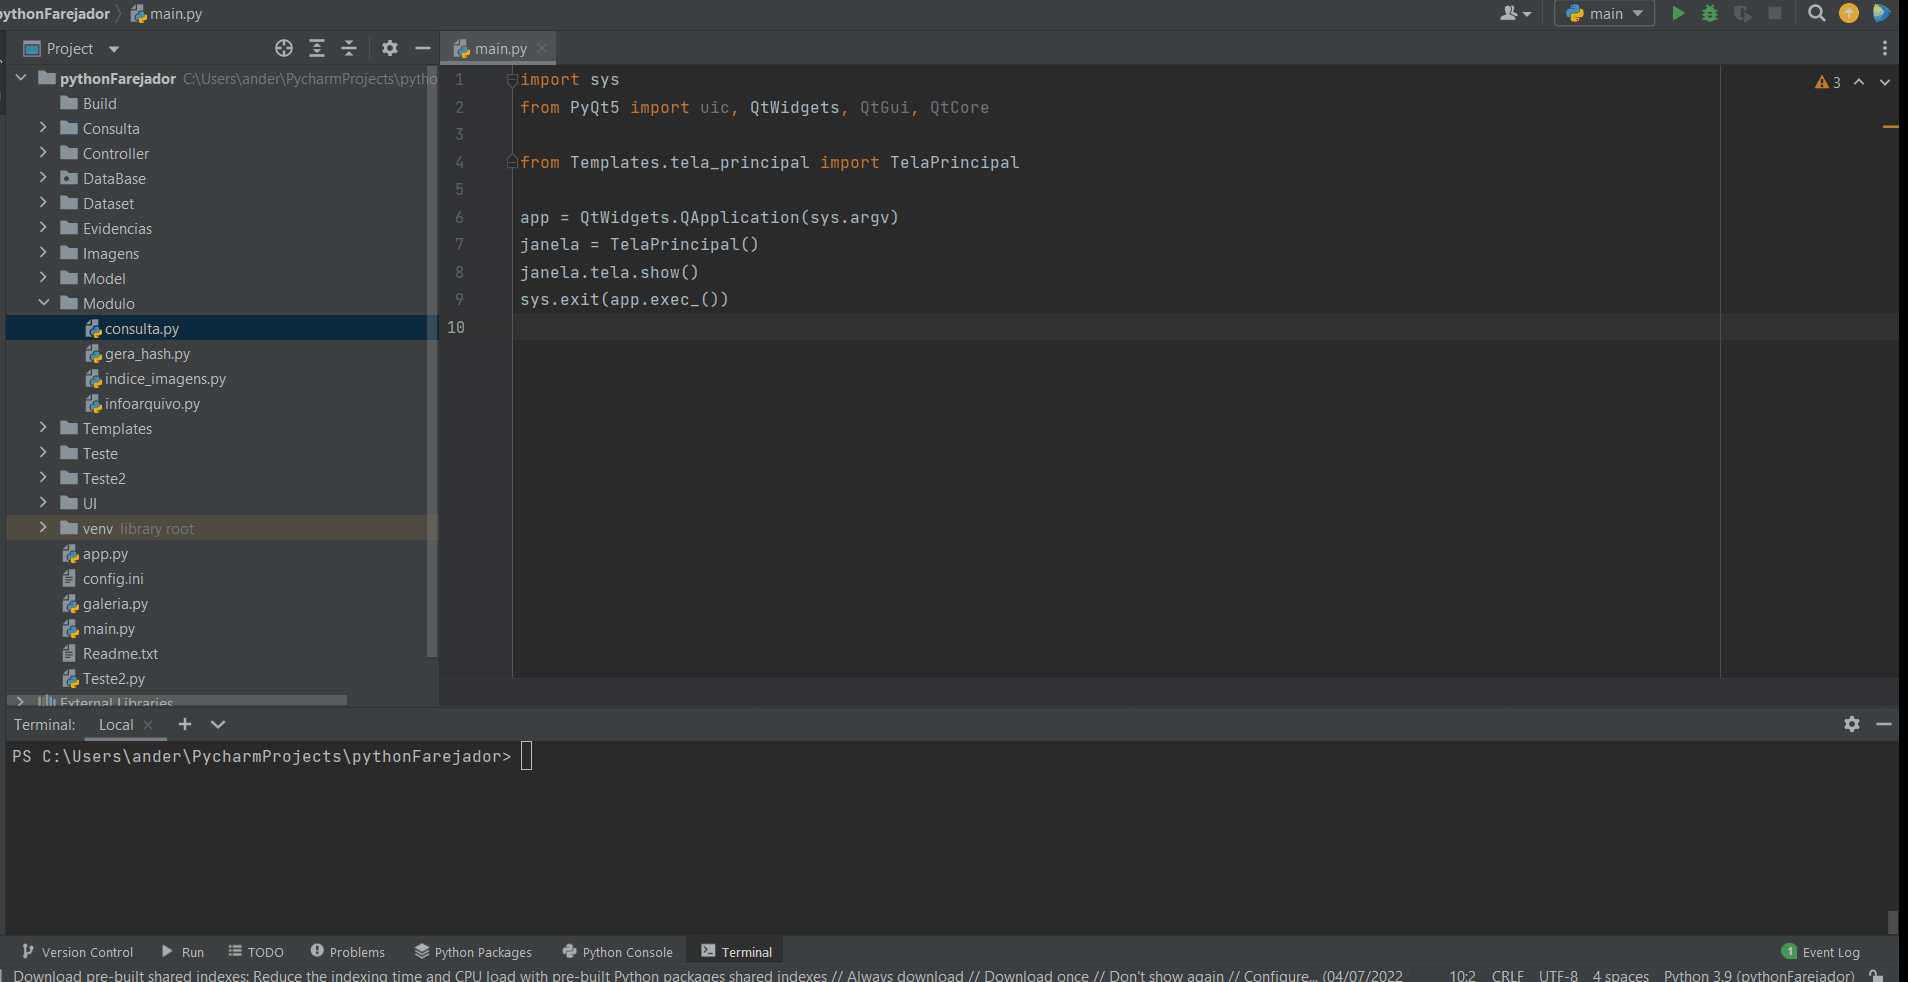 pythonFarejador main.py
main
Project
main.py
pythonFarejador C:\Users\ander\PycharmProjects\pytho
Build
Consulta
Controller
DataBase
Dataset
Evidencias
Imagens
Model
Modulo
consulta.py
gera_hash.py
indice_imagens.py
infoarquivo.py
Templates
Teste
Teste2
UI
venv library root
app.py
config.ini
galeria.py
main.py
Readme.txt
Teste2.py
External Libraries
1 import sys
2 from PyQt5 import uic, QtWidgets, QtGui, QtCore
3
4 from Templates.tela_principal import TelaPrincipal
5
6 app = QtWidgets.QApplication(sys.argv)
7 janela = TelaPrincipal()
8 janela.tela.show()
9 sys.exit(app.exec_())
10
3
Terminal: Local
PS C:\Users\ander\PycharmProjects\pythonFarejador>
Version Control Run TODO Problems Python Packages Python Console Terminal 1 Event Log
Download pre-built shared indexes: Reduce the indexing time and CPU load with pre-built Python packages shared indexes // Always download // Download once // Don't show again // Configure... (04/07/2022 10:2 CRLF UTF-8 4 spaces Python 3.9 (pythonFarejador)